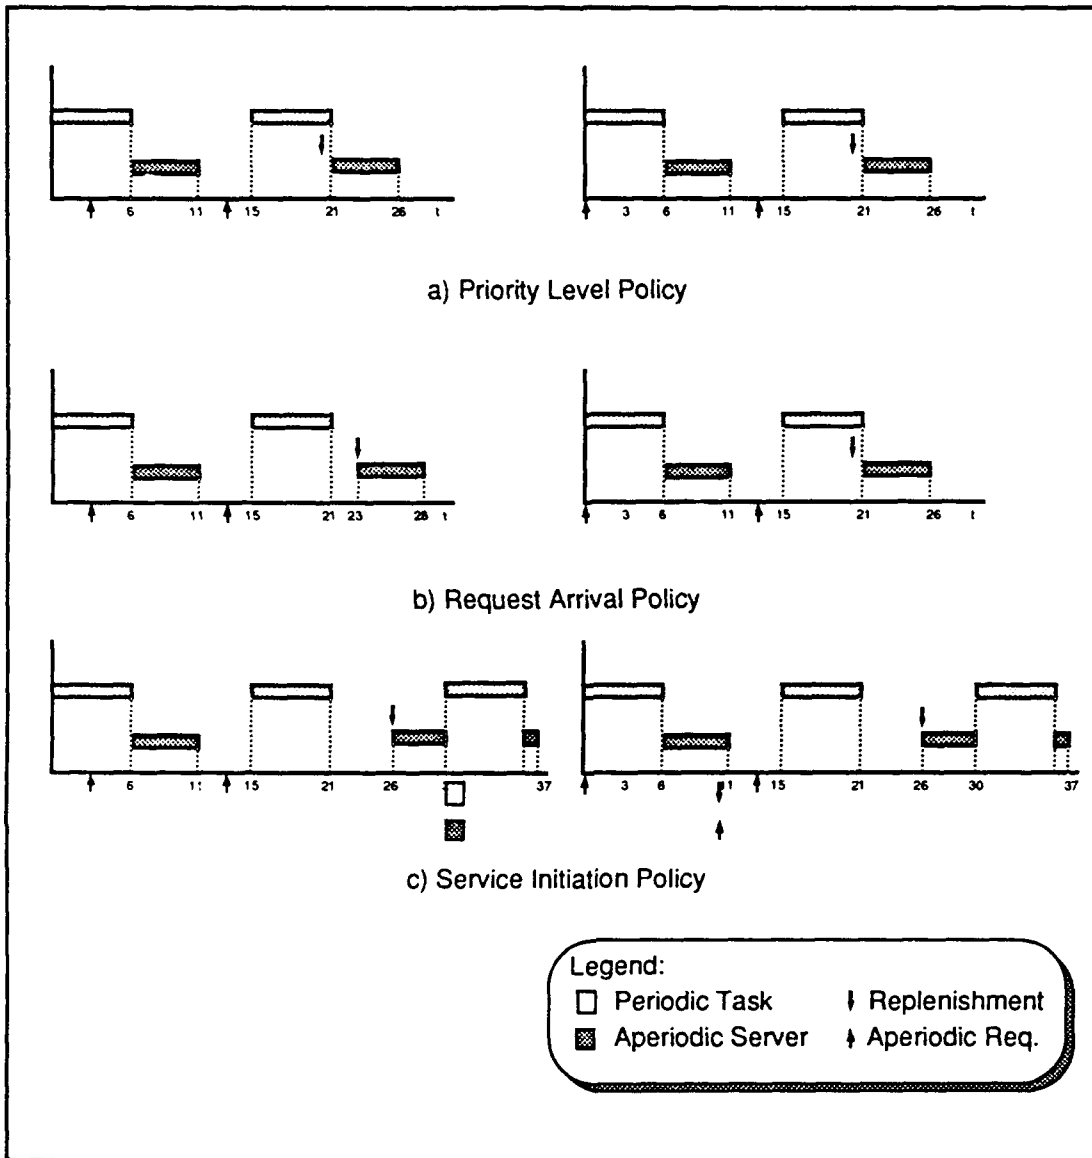 6 11 15 21 26 t
3 6 11 15 21 26
a) Priority Level Policy
6 11 15 21 23 28 t
3 6 11 15 21 26
b) Request Arrival Policy
6 11 15 21 26 37
3 6 11 15 21 26 30 37
c) Service Initiation Policy
Legend:
Periodic Task
Replenishment
Aperiodic Server
Aperiodic Req.